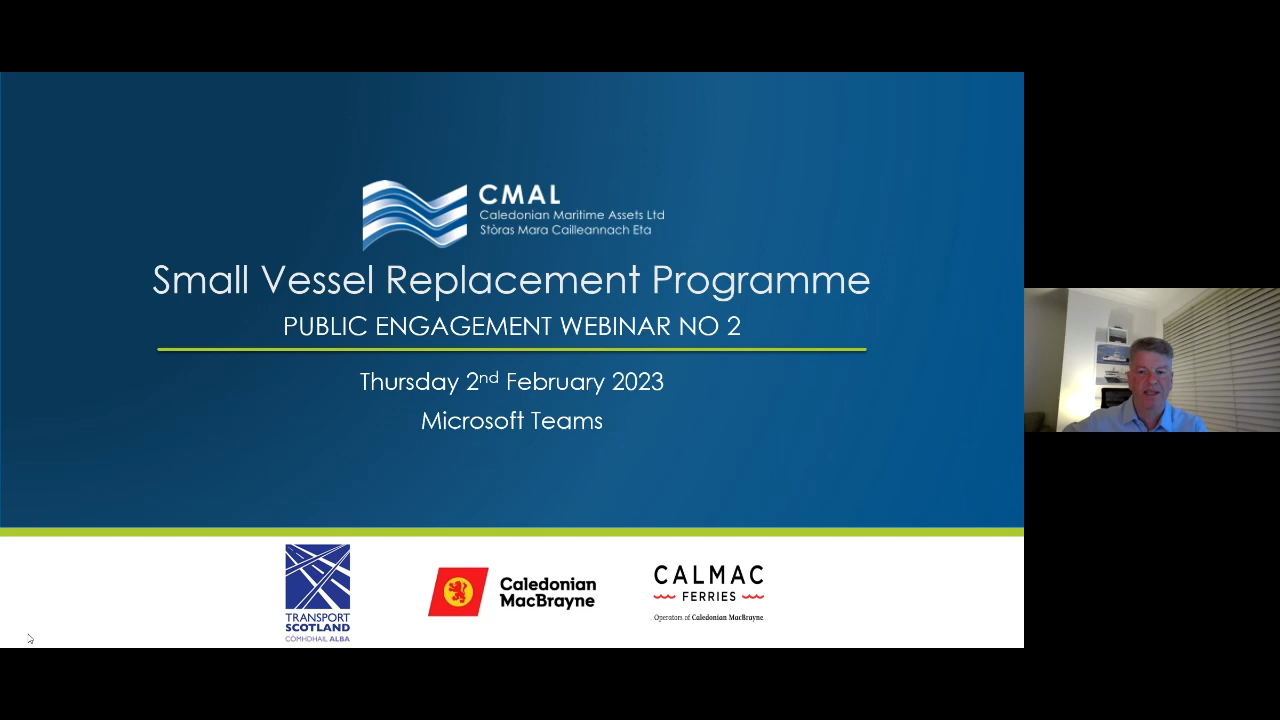 CMAL
Caledonian Maritime Assets Ltd
Stòras Mara Cailleannach Eta
Small Vessel Replacement Programme
PUBLIC ENGAGEMENT WEBINAR NO 2
Thursday 2nd February 2023
Microsoft Teams
TRANSPORT
SCOTLAND
COMHDHAIL ALBA
Caledonian
MacBrayne
CALMAC
FERRIES
Operators of Caledonian MacBrayne